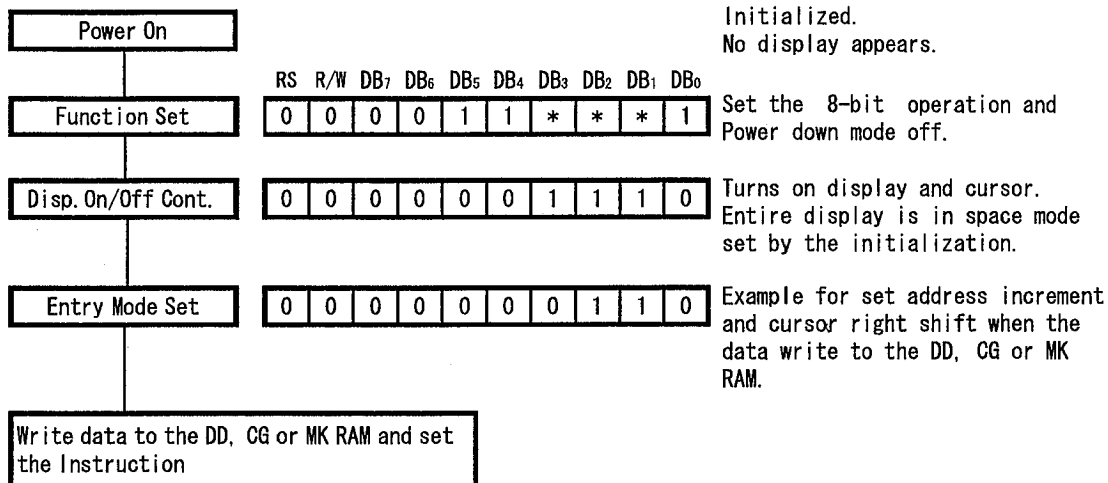 Power On
Initialized.
No display appears.
RS R/W DB7 DB6 DB5 DB4 DB3 DB2 DB1 DB0
Function Set
0 0 0 0 1 1 * * * 1
Set the 8-bit operation and
Power down mode off.
Disp. On/Off Cont.
0 0 0 0 0 0 1 1 1 0
Turns on display and cursor.
Entire display is in space mode
set by the initialization.
Entry Mode Set
0 0 0 0 0 0 0 1 1 0
Example for set address increment
and cursor right shift when the
data write to the DD, CG or MK
RAM.
Write data to the DD, CG or MK RAM and set
the Instruction